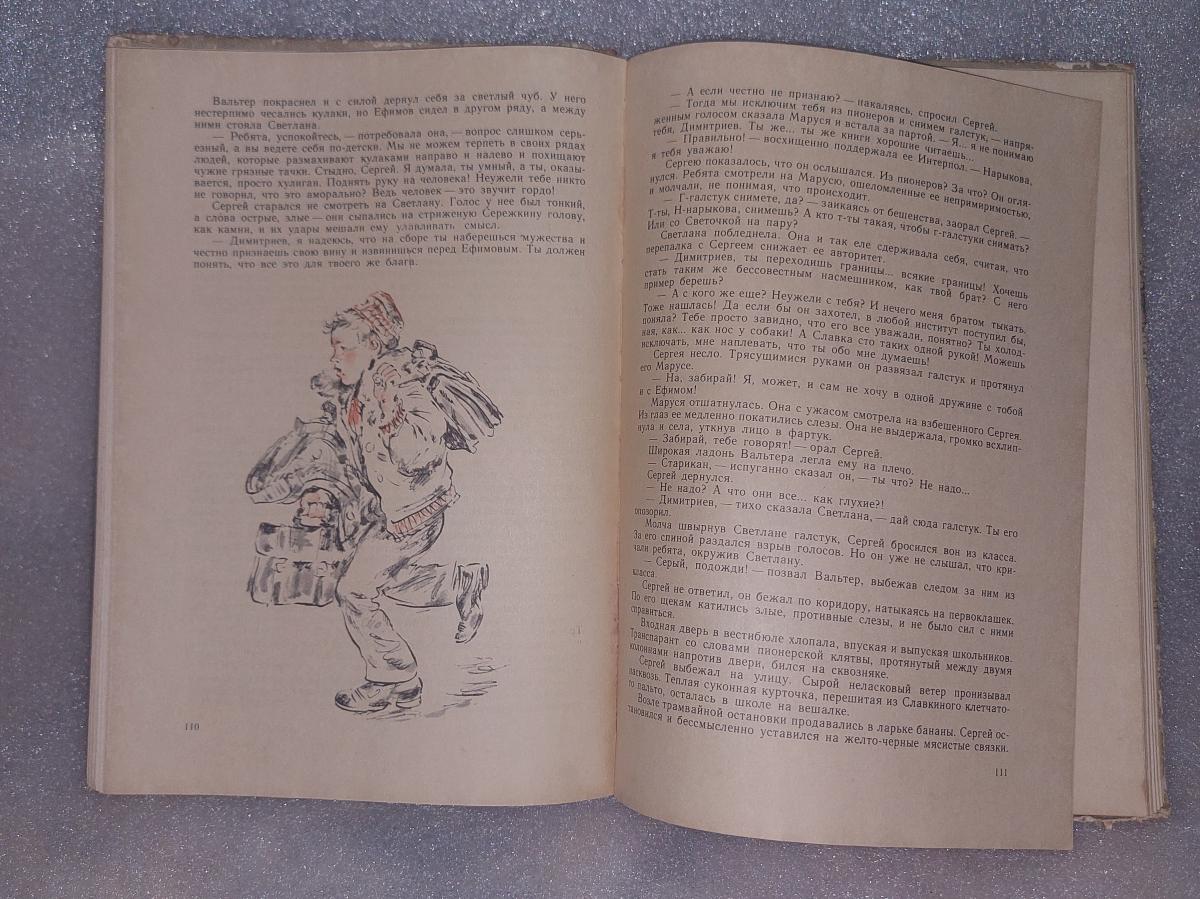 Вальтер покраснел и с силой дернул себя за светлый чуб. У него
нестерпимо чесались кулаки, но Ефимов сидел в другом ряду, а между
ними стояла Светлана.
— Ребята, успокойтесь, — потребовала она, — вопрос слишком серь-
езный, а вы ведете себя по-детски. Мы не можем терпеть в своих рядах
людей, которые размахивают кулаками направо и налево и похищают
чужие грязные тачки. Стыдно, Сергей. Я думала, ты умный, а ты, оказы-
вается, просто хулиган. Поднять руку на человека! Неужели тебе никто
не говорил, что это аморально? Ведь человек — это звучит гордо!
Сергей старался не смотреть на Светлану. Голос у нее был тонкий,
а слова острые, злые — они сыпались на стриженую Сережкину голову,
как камни, и их удары мешали ему улавливать смысл.
— Димитриев, я надеюсь, что на сборе ты наберешься мужества и
честно признаешь свою вину и извинишься перед Ефимовым. Ты должен
понять, что все это для твоего же блага.
110
— А если честно не признаю? — накаляясь, спросил Сергей.
— Тогда мы исключим тебя из пионеров и снимем галстук, — напря-
женным голосом сказала Маруся и встала за партой. — Я... я не понимаю
тебя, Димитриев. Ты же... ты же книги хорошие читаешь...
— Правильно! — восхищенно поддержала ее Интерпол. — Нарыкова,
я тебя уважаю!
Сергею показалось, что он ослышался. Из пионеров? За что? Он огля-
нулся. Ребята смотрели на Марусю, ошеломленные ее непримиримостью,
и молчали, не понимая, что происходит.
— Г-галстук снимете, да? — заикаясь от бешенства, заорал Сергей. —
Т-ты, Н-нарыкова, снимешь? А кто т-ты такая, чтобы г-галстуки снимать?
Или со Светочкой на пару?
Светлана побледнела. Она и так еле сдерживала себя, считая, что
перепалка с Сергеем снижает ее авторитет.
— Димитриев, ты переходишь границы... всякие границы! Хочешь
стать таким же бессовестным насмешником, как твой брат? С него
пример берешь?
— А с кого же еще? Неужели с тебя? И нечего меня братом тыкать.
Тоже нашлась! Да если бы он захотел, в любой институт поступил бы,
поняла? Тебе просто завидно, что его все уважали, понятно? Ты холод-
ная, как... как нос у собаки! А Славка сто таких одной рукой! Можешь
исключать, мне наплевать, что ты обо мне думаешь!
Сергея несло. Трясущимися руками он развязал галстук и протянул
его Марусе.
— На, забирай! Я, может, и сам не хочу в одной дружине с тобой
и с Ефимом!
Маруся отшатнулась. Она с ужасом смотрела на взбешенного Сергея.
Из глаз ее медленно покатились слезы. Она не выдержала, громко всхлип-
нула и села, уткнув лицо в фартук.
— Забирай, тебе говорят! — орал Сергей.
Широкая ладонь Вальтера легла ему на плечо.
— Старикан, — испуганно сказал он, — ты что? Не надо...
Сергей дернулся.
— Не надо? А что они все... как глухие?!
— Димитриев, — тихо сказала Светлана, — дай сюда галстук. Ты его
опозорил.
Молча швырнув Светлане галстук, Сергей бросился вон из класса.
За его спиной раздался взрыв голосов. Но он уже не слышал, что кри-
чали ребята, окружив Светлану.
— Серый, подожди! — позвал Вальтер, выбежав следом за ним из
класса.
Сергей не ответил, он бежал по коридору, натыкаясь на первоклашек.
По его щекам катились злые, противные слезы, и не было сил с ними
справиться.
Входная дверь в вестибюле хлопала, впуская и выпуская школьников.
Транспарант со словами пионерской клятвы, протянутый между двумя
колоннами напротив двери, бился на сквозняке.
Сергей выбежал на улицу. Сырой неласковый ветер пронизывал
насквозь. Теплая суконная курточка, перешитая из Славкиного клетчато-
го пальто, осталась в школе на вешалке.
Возле трамвайной остановки продавались в ларьке бананы. Сергей ос-
тановился и бессмысленно уставился на желто-черные мясистые связки.
111